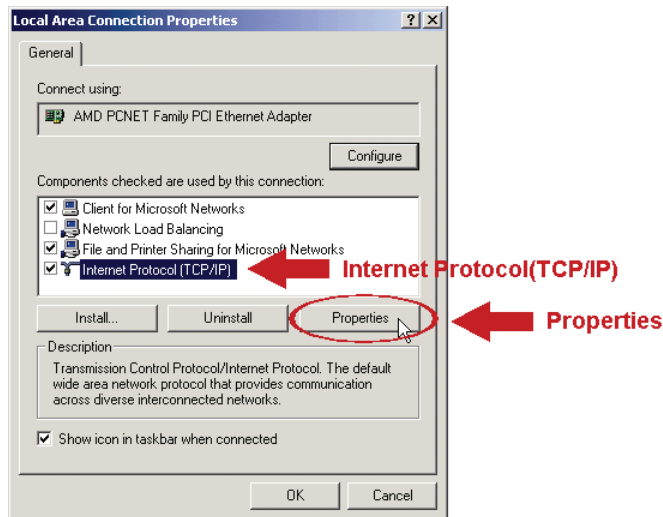 Local Area Connection Properties
General
Connect using:
AMD PCNET Family PCI Ethernet Adapter
Configure
Components checked are used by this connection:
Client for Microsoft Networks
Network Load Balancing
File and Printer Sharing for Microsoft Networks
Internet Protocol (TCP/IP)
Internet Protocol(TCP/IP)
Install...
Uninstall
Properties
Properties
Description
Transmission Control Protocol/Internet Protocol. The default
wide area network protocol that provides communication
across diverse interconnected networks.
Show icon in taskbar when connected
OK
Cancel